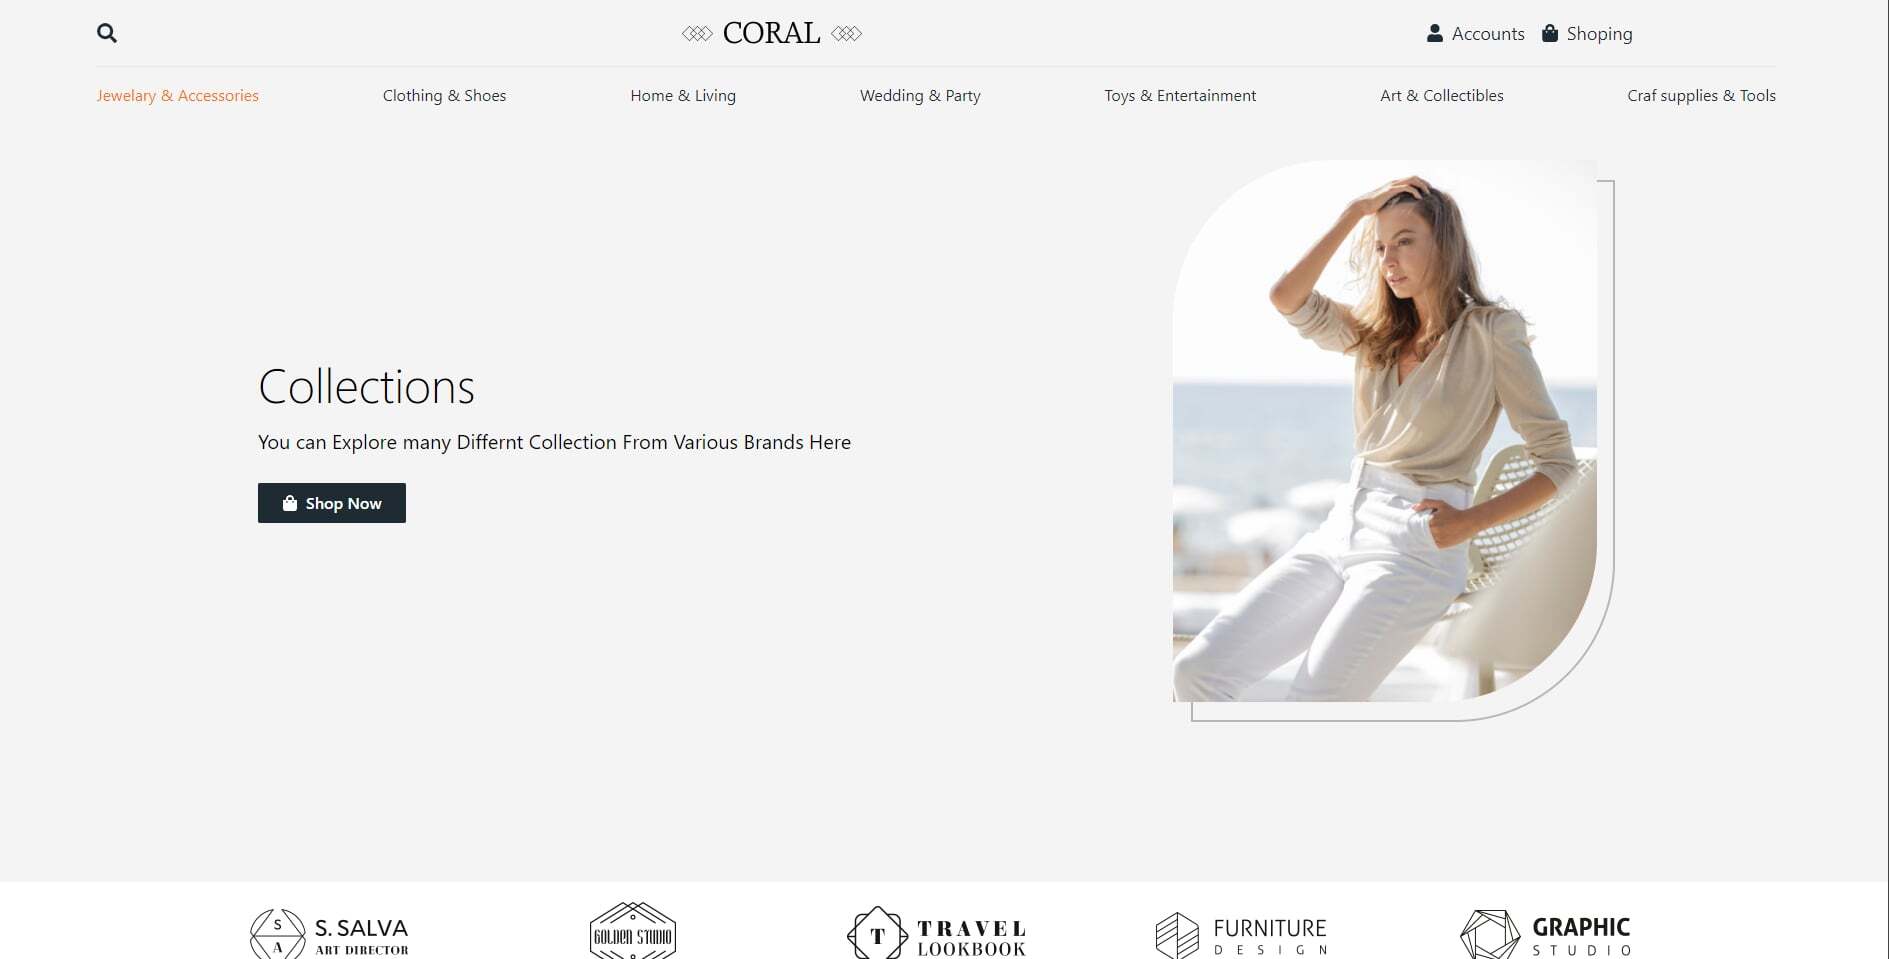 CORAL
Accounts
Shoping
Jewelary & Accessories
Clothing & Shoes
Home & Living
Wedding & Party
Toys & Entertainment
Art & Collectibles
Craf supplies & Tools
Collections
You can Explore many Differnt Collection From Various Brands Here
Shop Now
S
A
S. SALVA
ART DIRECTOR
GOLDEN STUDIO
T
TRAVEL
LOOKBOOK
FURNITURE
DESIGN
GRAPHIC
STUDIO